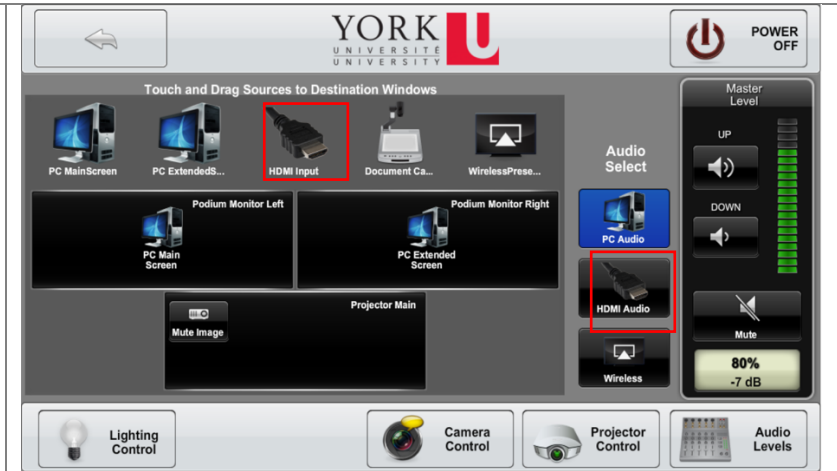 YORK
UNIVERSITÉ
UNIVERSITY
POWER
OFF
Touch and Drag Sources to Destination Windows
PC MainScreen
PC ExtendedS...
HDMI Input
Document Ca...
WirelessPrese...
Podium Monitor Left
PC Main
Screen
Podium Monitor Right
PC Extended
Screen
Projector Main
Mute Image
Audio
Select
PC Audio
HDMI Audio
Wireless
Master
Level
UP
DOWN
Mute
80%
-7 dB
Lighting
Control
Camera
Control
Projector
Control
Audio
Levels